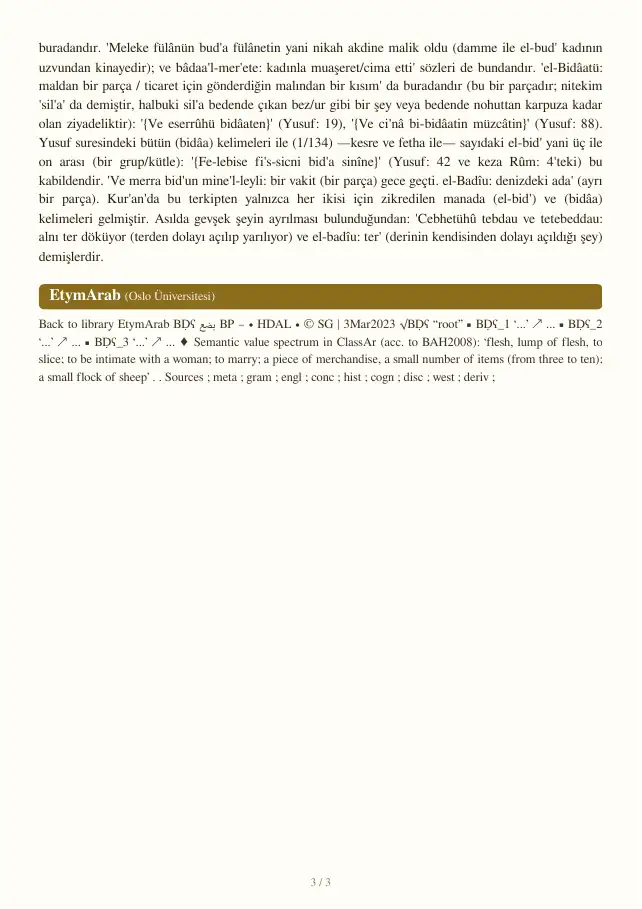 buradandır. 'Meleke fülânün bud'a fülânetin yani nikah akdine malik oldu (damme ile el-bud' kadının
uzvundan kinayedir); ve bâdaa'l-mer'ete: kadınla muaşeret/cima etti' sözleri de bundandır. 'el-Bidâatü:
maldan bir parça / ticaret için gönderdiğin malından bir kısım' da buradandır (bu bir parçadır; nitekim
'sil'a' da demiştir, halbuki sil'a bedende çıkan bez/ur gibi bir şey veya bedende nohuttan karpuza kadar
olan ziyadeliktir): '{Ve eserrûhü bidâaten}' (Yusuf: 19), '{Ve ci'nâ bi-bidâatin müzcâtin}' (Yusuf: 88).
Yusuf suresindeki bütün (bidâa) kelimeleri ile (1/134) —kesre ve fetha ile— sayıdaki el-bid' yani üç ile
on arası (bir grup/kütle): '{Fe-lebise fi's-sicni bid'a sinîne}' (Yusuf: 42 ve keza Rûm: 4'teki) bu
kabildendir. 'Ve merra bid'un mine'l-leyli: bir vakit (bir parça) gece geçti. el-Badîu: denizdeki ada' (ayrı
bir parça). Kur'an'da bu terkipten yalnızca her ikisi için zikredilen manada (el-bid') ve (bidâa)
kelimeleri gelmiştir. Asılda gevşek şeyin ayrılması bulunduğundan: 'Cebhetühû tebdau ve tetebeddau:
alnı ter döküyor (terden dolayı açılıp yarılıyor) ve el-badîu: ter' (derinin kendisinden dolayı açıldığı şey)
demişlerdir.
EtymArab (Oslo Üniversitesi)
Back to library EtymArab BḌʕ بضع BP – • HDAL • © SG | 3Mar2023 √BḌʕ “root” ▪ BḌʕ_1 ‘...’ ↗ ... ▪ BḌʕ_2
‘...’ ↗ ... ▪ BḌʕ_3 ‘...’ ↗ ... ♦ Semantic value spectrum in ClassAr (acc. to BAH2008): ‘flesh, lump of flesh, to
slice; to be intimate with a woman; to marry; a piece of merchandise, a small number of items (from three to ten);
a small flock of sheep’ . . Sources ; meta ; gram ; engl ; conc ; hist ; cogn ; disc ; west ; deriv ;
3 / 3